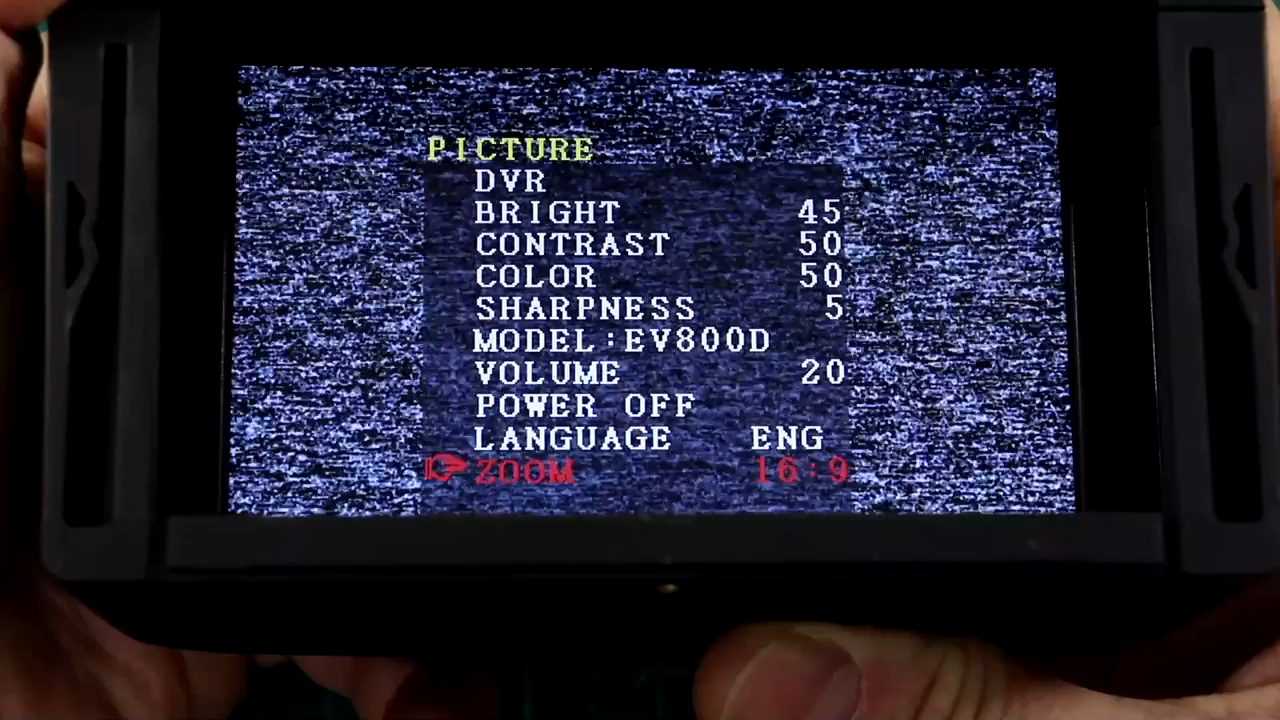 PICTURE
DVR
BRIGHT 45
CONTRAST 50
COLOR 50
SHARPNESS 5
MODEL:EV800D
VOLUME 20
POWER OFF
LANGUAGE ENG
ZOOM 16:9